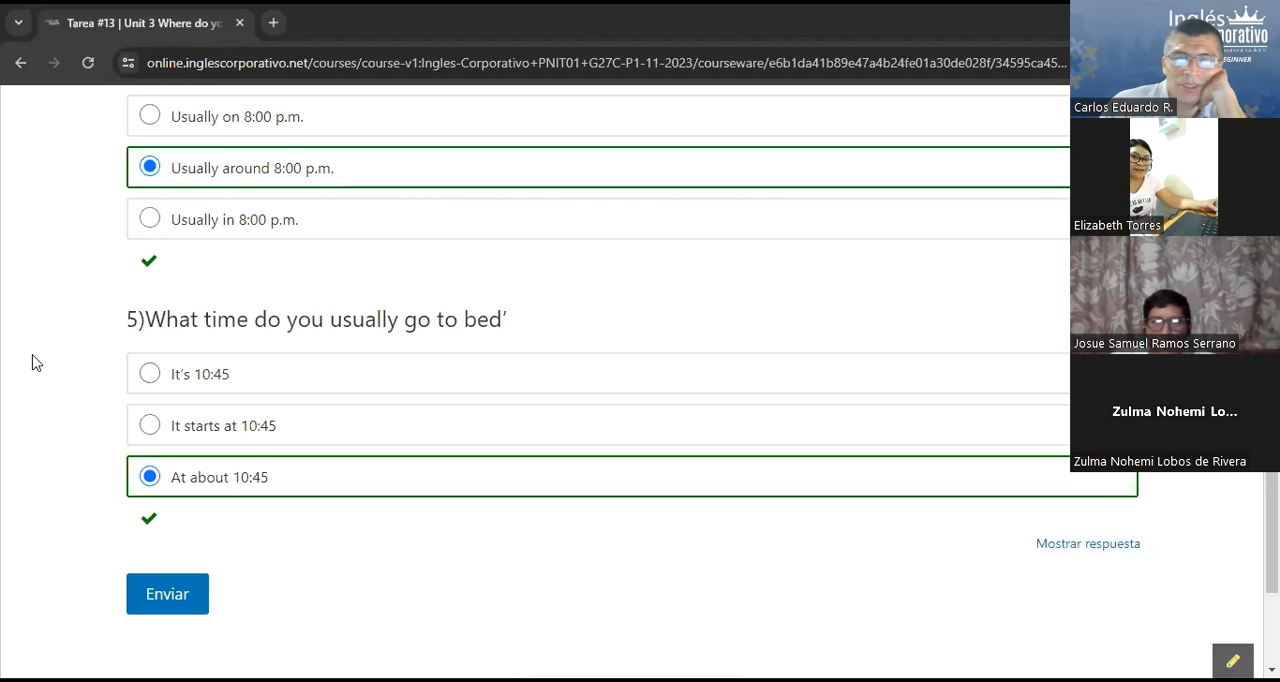 Tarea #13 | Unit 3 Where do yo
online.inglescorporativo.net/courses/course-v1:Ingles-Corporativo+PNIT01+G27C-P1-11-2023/courseware/e6b1da41b89e47a4b24fe01a30de028f/34595ca45...
Inglés
porativo
EGINNER
Carlos Eduardo R.
Usually on 8:00 p.m.
Usually around 8:00 p.m.
Usually in 8:00 p.m.
Elizabeth Torres
5)What time do you usually go to bed’
Josue Samuel Ramos Serrano
It’s 10:45
It starts at 10:45
At about 10:45
Zulma Nohemi Lo...
Zulma Nohemi Lobos de Rivera
Mostrar respuesta
Enviar